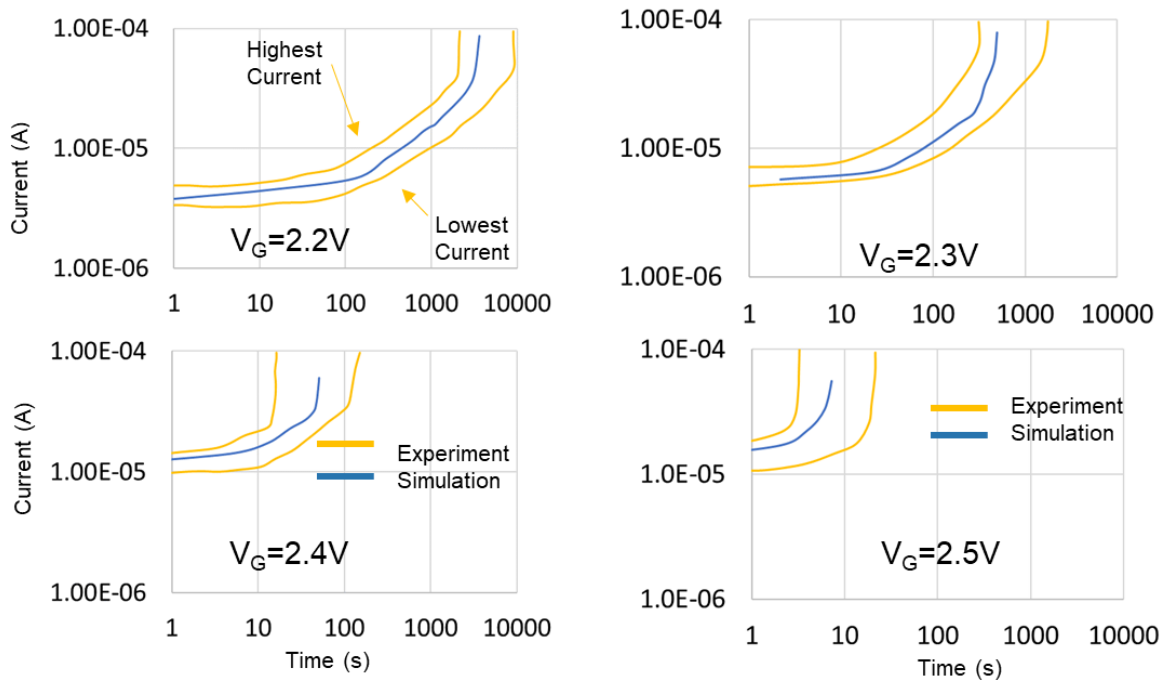 1.00E-04
Highest
Current
1.00E-05
Current (A)
Lowest
Current
V_G=2.2V
1.00E-06
1 10 100 1000 10000
1.00E-04
1.00E-05
V_G=2.3V
1.00E-06
1 10 100 1000 10000
1.00E-04
Current (A)
Experiment
1.00E-05
Simulation
V_G=2.4V
1.00E-06
1 10 100 1000 10000
Time (s)
1.0E-04
Experiment
Simulation
1.0E-05
V_G=2.5V
1.0E-06
1 10 100 1000 10000
Time (s)